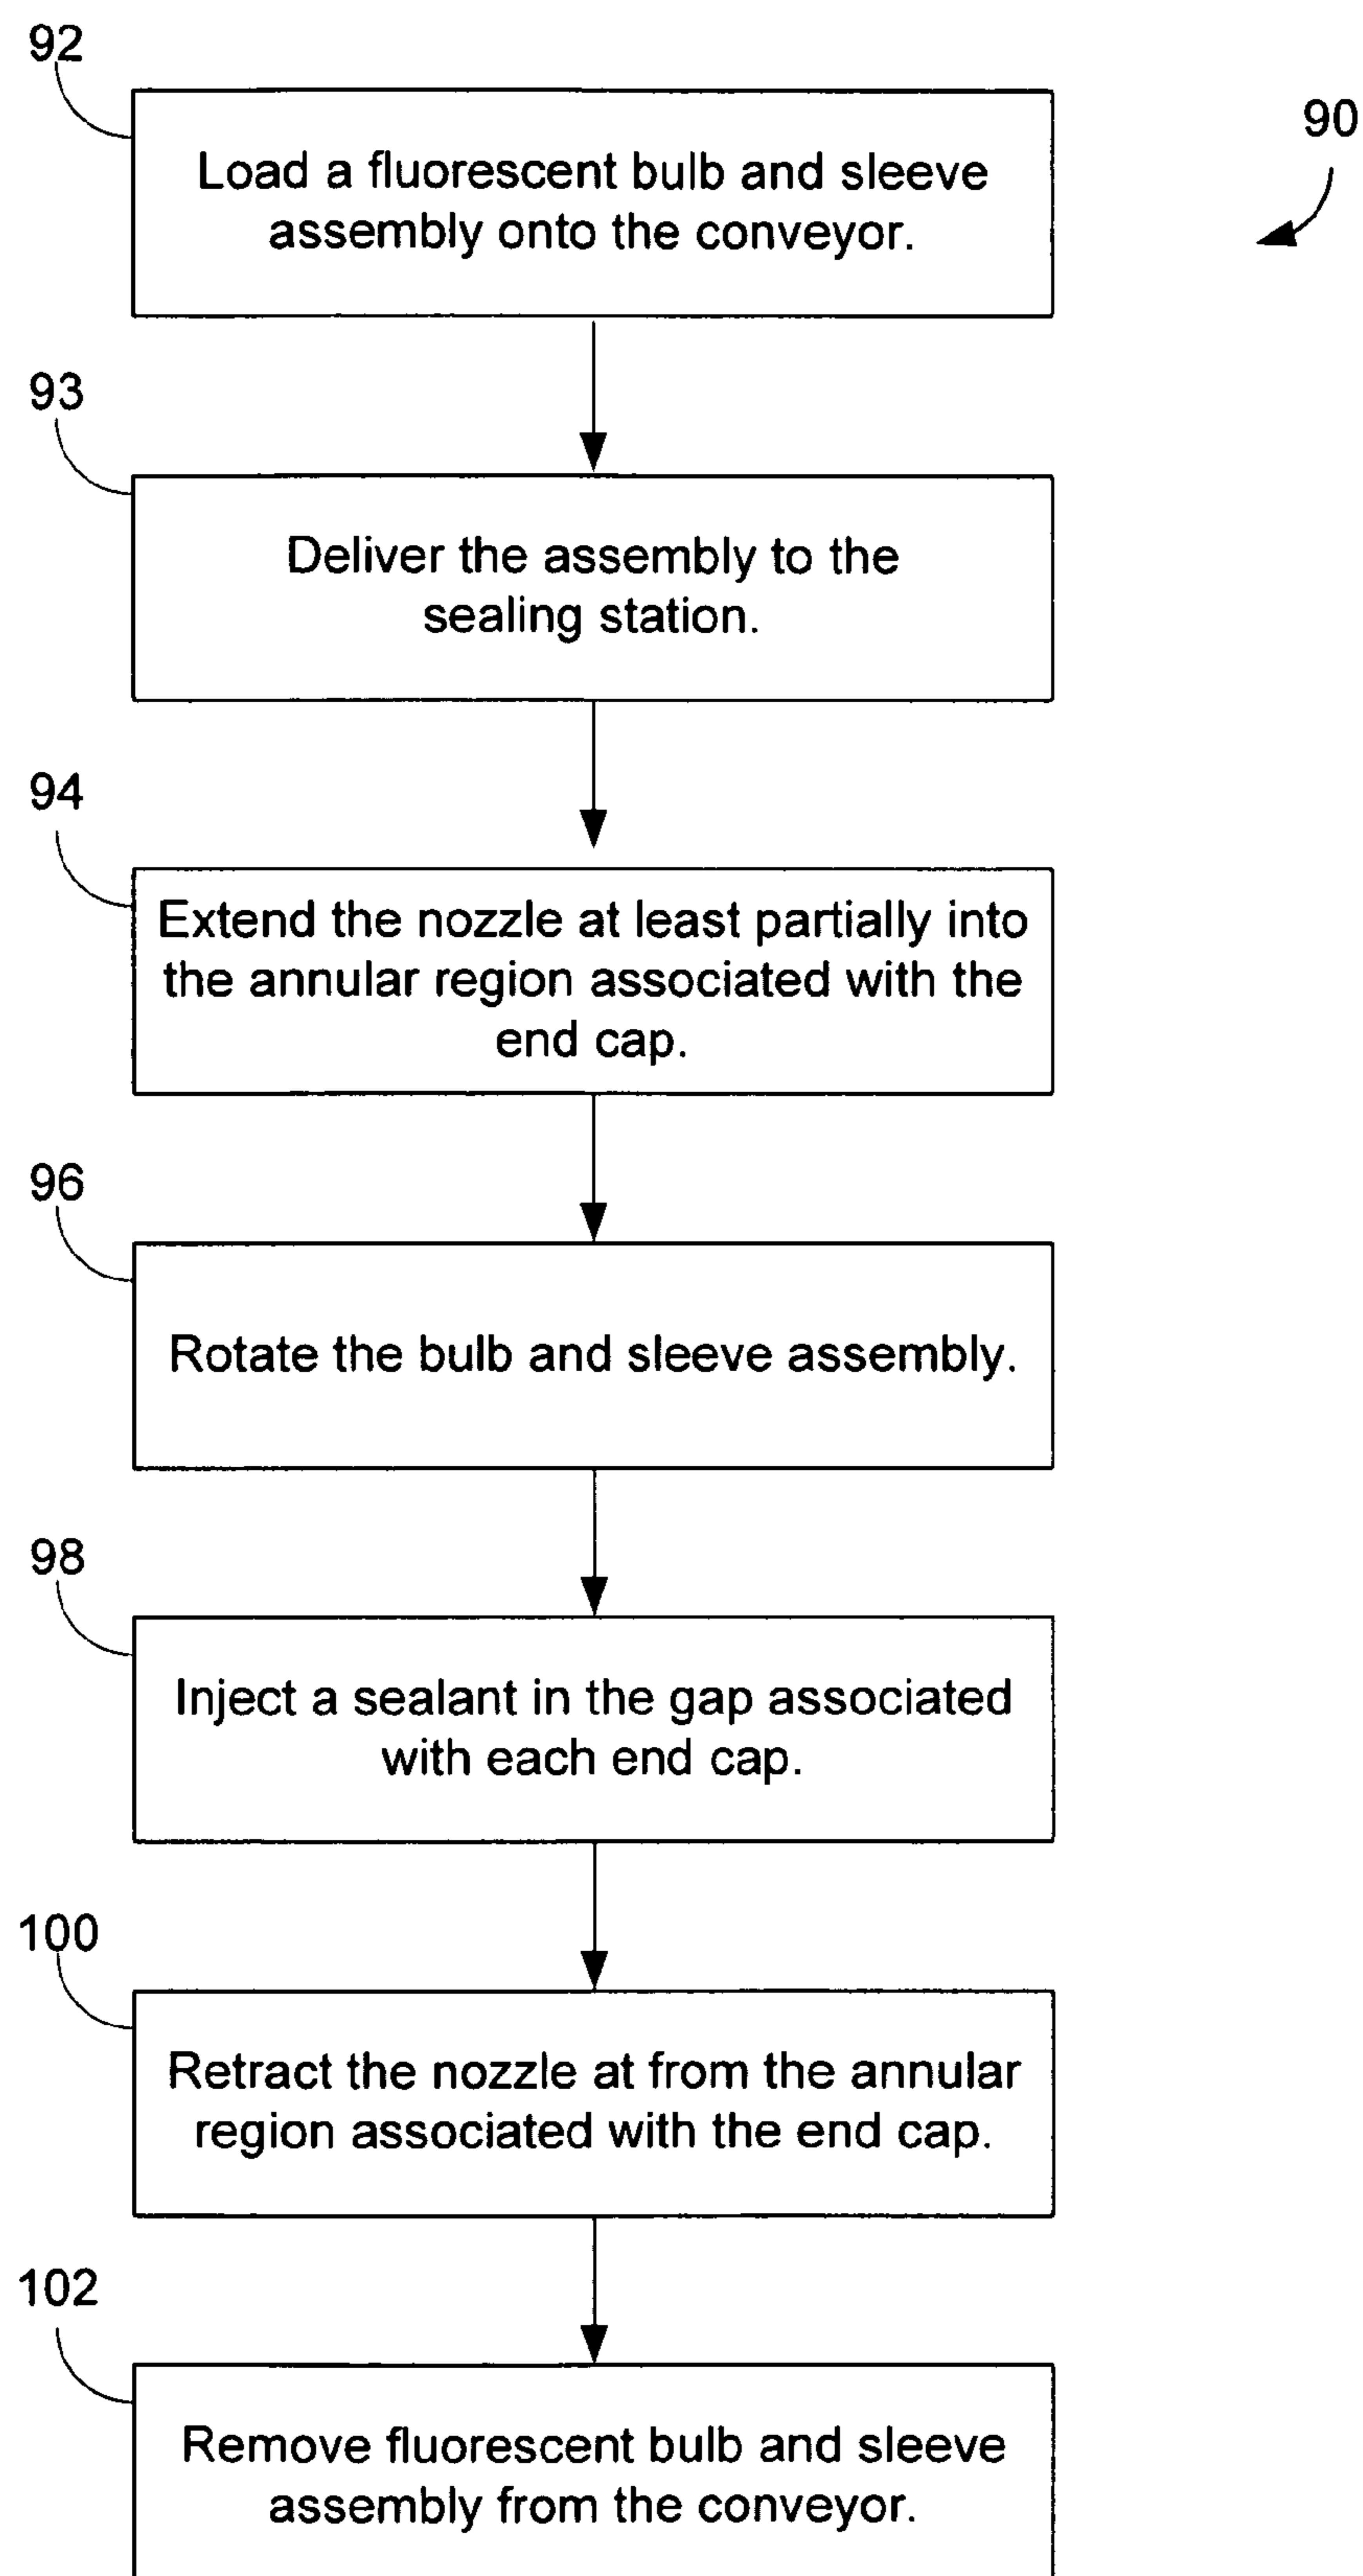 92
90
Load a fluorescent bulb and sleeve
assembly onto the conveyor.
93
Deliver the assembly to the
sealing station.
94
Extend the nozzle at least partially into
the annular region associated with the
end cap.
96
Rotate the bulb and sleeve assembly.
98
Inject a sealant in the gap associated
with each end cap.
100
Retract the nozzle at from the annular
region associated with the end cap.
102
Remove fluorescent bulb and sleeve
assembly from the conveyor.